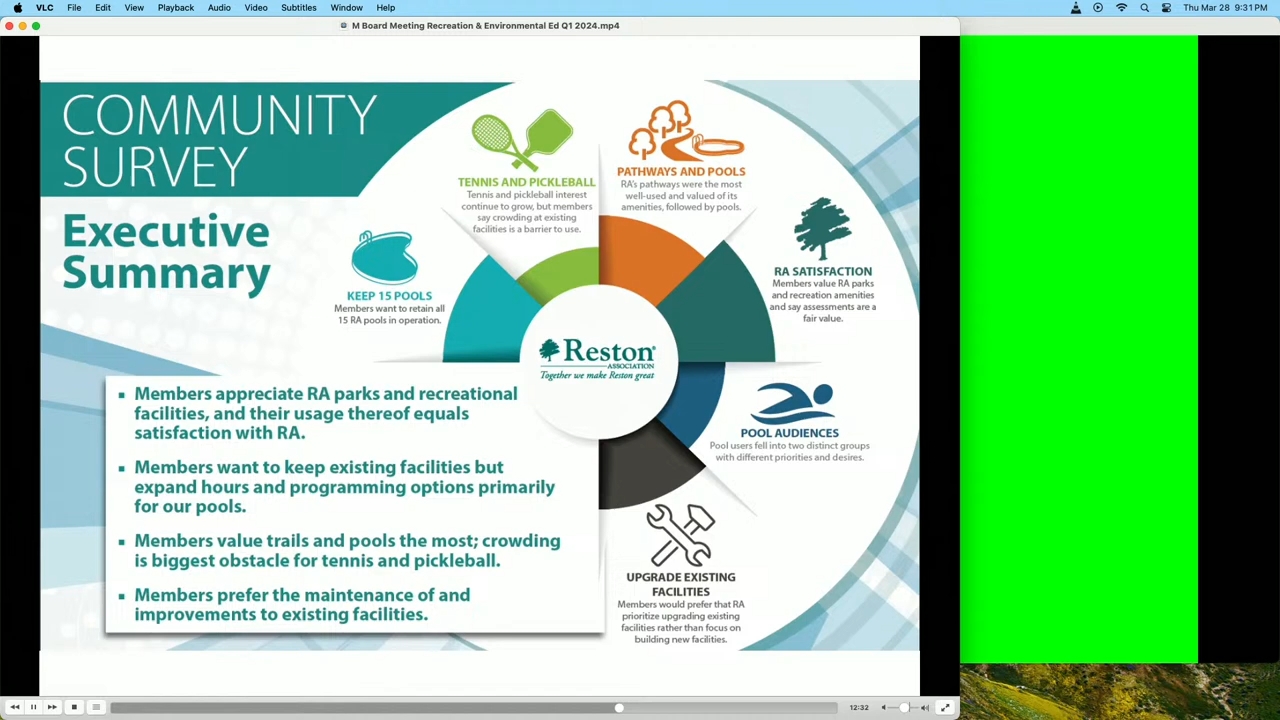 VLC File Edit View Playback Audio Video Subtitles Window Help
Thu Mar 28 9:31 PM
M Board Meeting Recreation & Environmental Ed Q1 2024.mp4
COMMUNITY
SURVEY
Executive
Summary
TENNIS AND PICKLEBALL
Tennis and pickleball interest
continue to grow, but members
say crowding at existing
facilities is a barrier to use.
PATHWAYS AND POOLS
RA's pathways were the most
well-used and valued of its
amenities, followed by pools.
KEEP 15 POOLS
Members want to retain all
15 RA pools in operation.
RA SATISFACTION
Members value RA parks
and recreation amenities
and say assessments are a
fair value.
Reston®
ASSOCIATION
Together we make Reston great
POOL AUDIENCES
Pool users fell into two distinct groups
with different priorities and desires.
UPGRADE EXISTING
FACILITIES
Members would prefer that RA
prioritize upgrading existing
facilities rather than focus on
building new facilities.
▪ Members appreciate RA parks and recreational
facilities, and their usage thereof equals
satisfaction with RA.
▪ Members want to keep existing facilities but
expand hours and programming options primarily
for our pools.
▪ Members value trails and pools the most; crowding
is biggest obstacle for tennis and pickleball.
▪ Members prefer the maintenance of and
improvements to existing facilities.
12:32